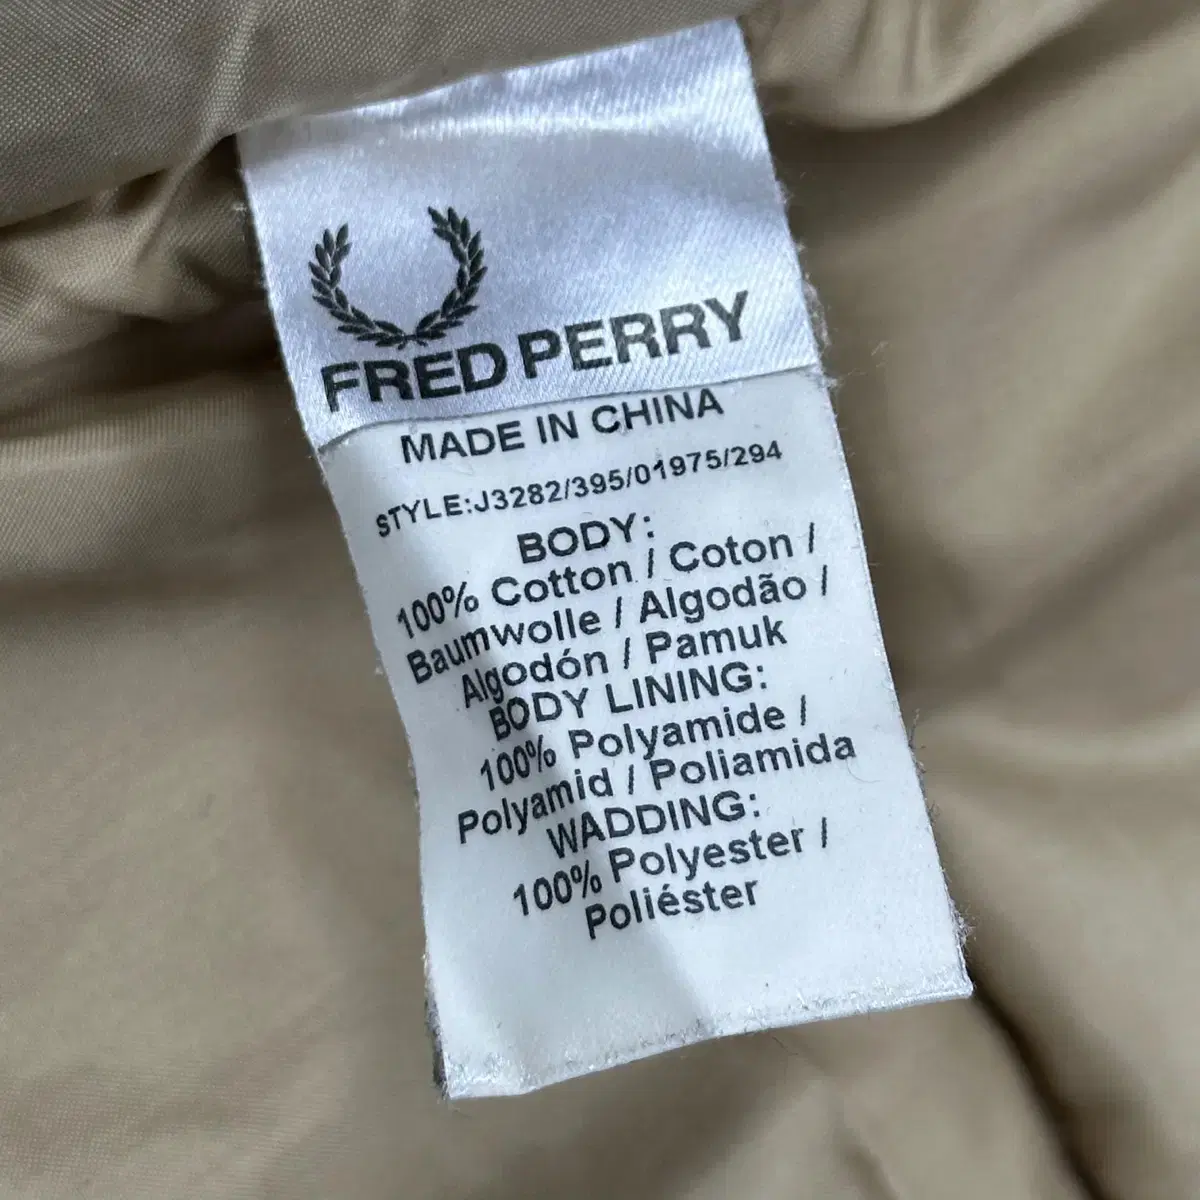 FRED PERRY
MADE IN CHINA
STYLE:J3282/395/01975/294
BODY:
100% Cotton / Coton /
Baumwolle / Algodão /
Algodón / Pamuk
BODY LINING:
100% Polyamide /
Polyamid / Poliamida
WADDING:
100% Polyester /
Poliéster